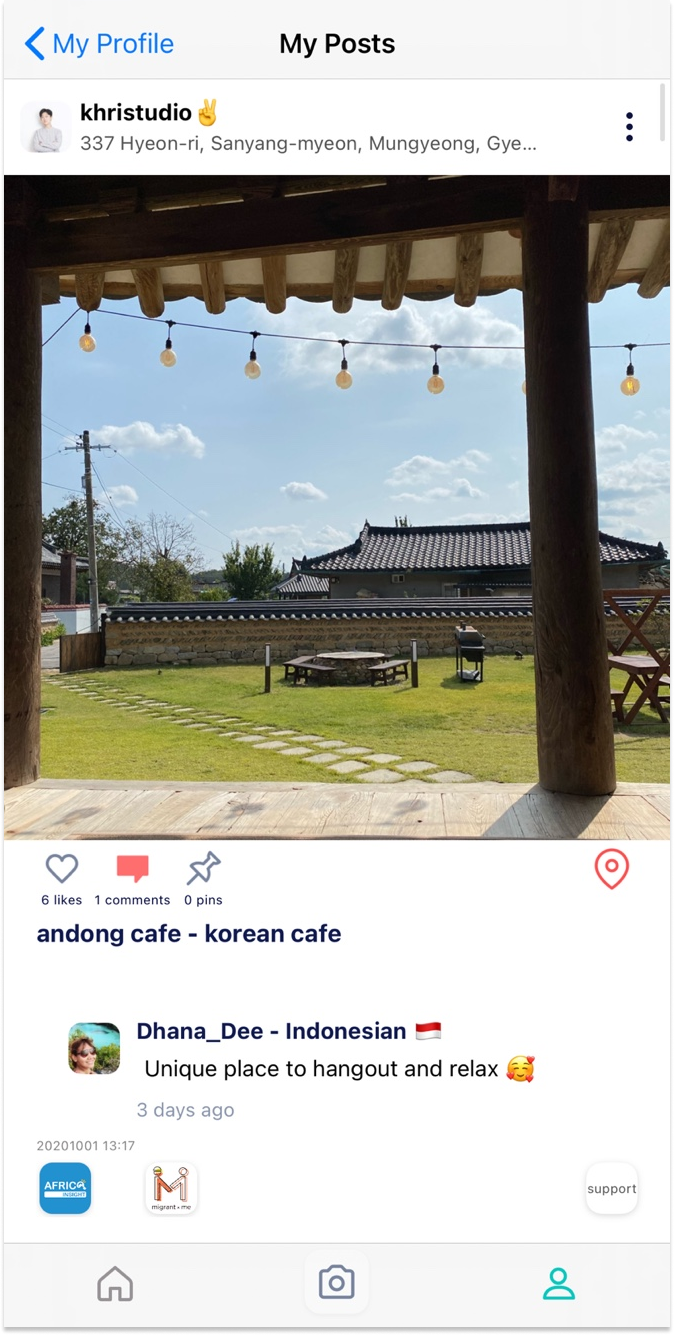 My Profile
My Posts
khristudio✌️
337 Hyeon-ri, Sanyang-myeon, Mungyeong, Gye...
6 likes
1 comments
0 pins
andong cafe - korean cafe
Dhana_Dee - Indonesian 🇮🇩
Unique place to hangout and relax 🥰
3 days ago
20201001 13:17
AFRICA
INSIGHT
migrant + me
support